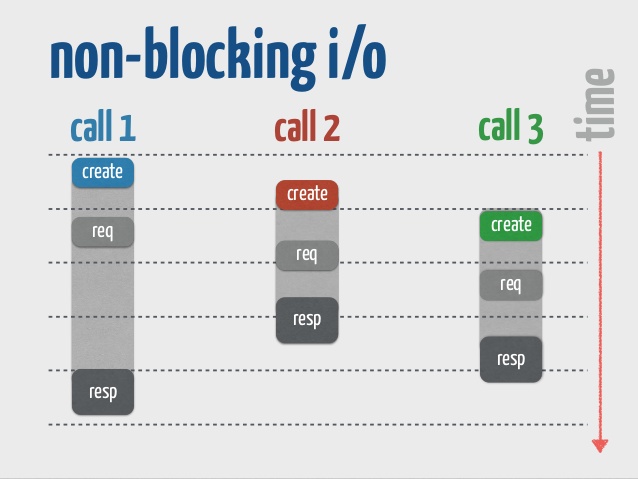 non-blocking i/o
time
call 1
call 2
call 3
create
create
create
req
req
req
resp
resp
resp